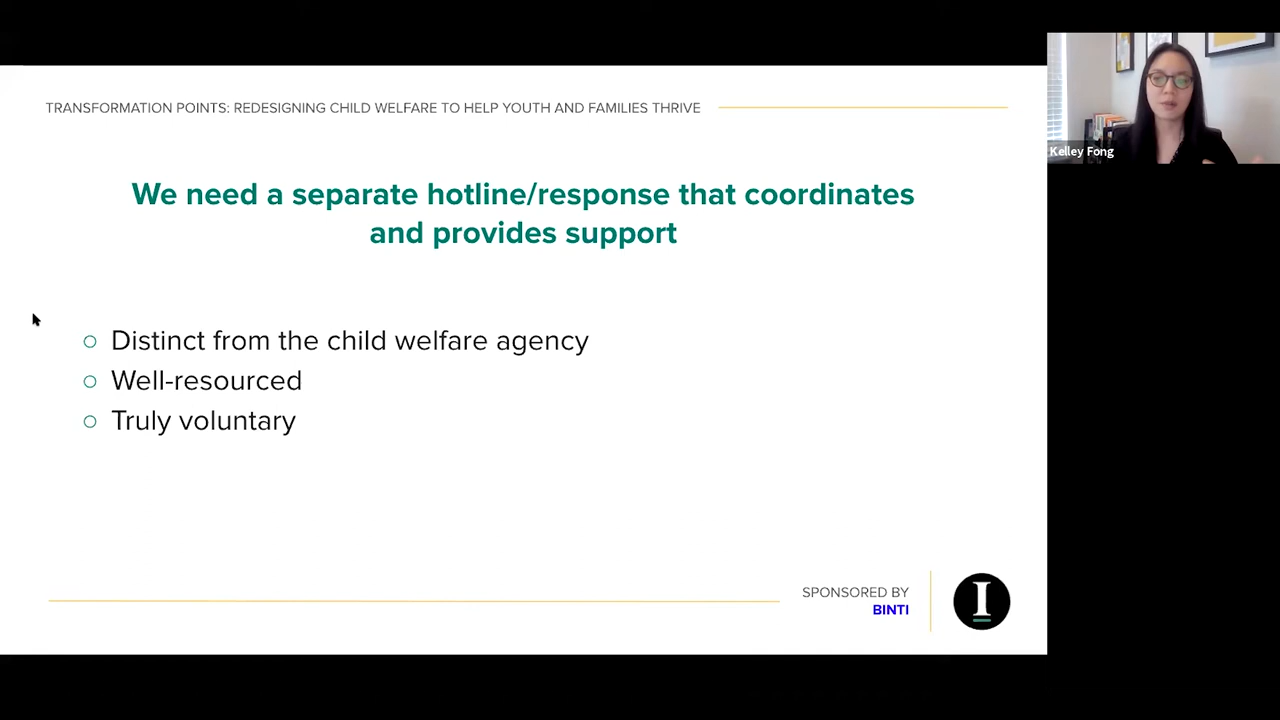 TRANSFORMATION POINTS: REDESIGNING CHILD WELFARE TO HELP YOUTH AND FAMILIES THRIVE
Kelley Fong
We need a separate hotline/response that coordinates
and provides support
○ Distinct from the child welfare agency
○ Well-resourced
○ Truly voluntary
SPONSORED BY
BINTI
I